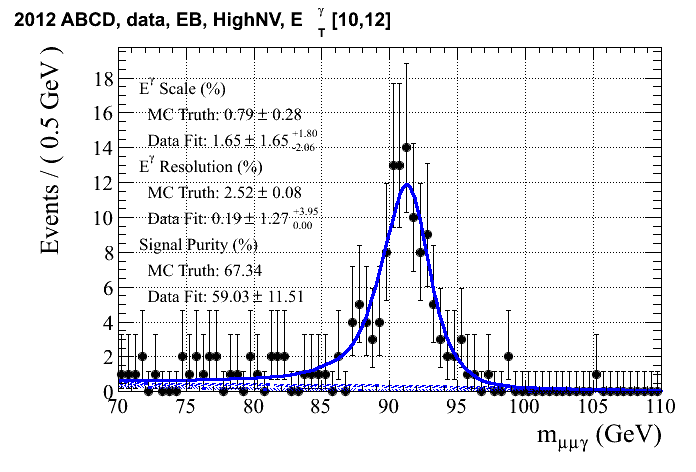 2012 ABCD, data, EB, HighNV, E_T^γ [10,12]
Events / ( 0.5 GeV )
E^γ Scale (%)
MC Truth: 0.79 ± 0.28
Data Fit: 1.65 ± 1.65 +1.80 -2.06
E^γ Resolution (%)
MC Truth: 2.52 ± 0.08
Data Fit: 0.19 ± 1.27 +3.95 0.00
Signal Purity (%)
MC Truth: 67.34
Data Fit: 59.03 ± 11.51
18
16
14
12
10
8
6
4
2
0
70 75 80 85 90 95 100 105 110
m_μμγ (GeV)